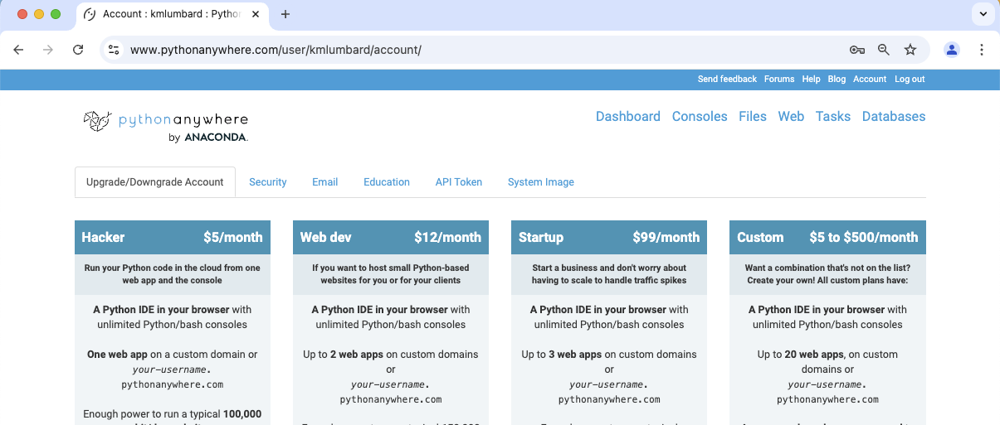 Account : kmlumbard : Pytho
www.pythonanywhere.com/user/kmlumbard/account/
Send feedback Forums Help Blog Account Log out
pythonanywhere
by ANACONDA.
Dashboard Consoles Files Web Tasks Databases
Upgrade/Downgrade Account Security Email Education API Token System Image
Hacker $5/month
Run your Python code in the cloud from one
web app and the console
A Python IDE in your browser with
unlimited Python/bash consoles
One web app on a custom domain or
your-username.
pythonanywhere.com
Enough power to run a typical 100,000
Web dev $12/month
If you want to host small Python-based
websites for you or for your clients
A Python IDE in your browser with
unlimited Python/bash consoles
Up to 2 web apps on custom domains
or
your-username.
pythonanywhere.com
Startup $99/month
Start a business and don't worry about
having to scale to handle traffic spikes
A Python IDE in your browser with
unlimited Python/bash consoles
Up to 3 web apps on custom domains
or
your-username.
pythonanywhere.com
Custom $5 to $500/month
Want a combination that's not on the list?
Create your own! All custom plans have:
A Python IDE in your browser with
unlimited Python/bash consoles
Up to 20 web apps, on custom
domains or
your-username.
pythonanywhere.com